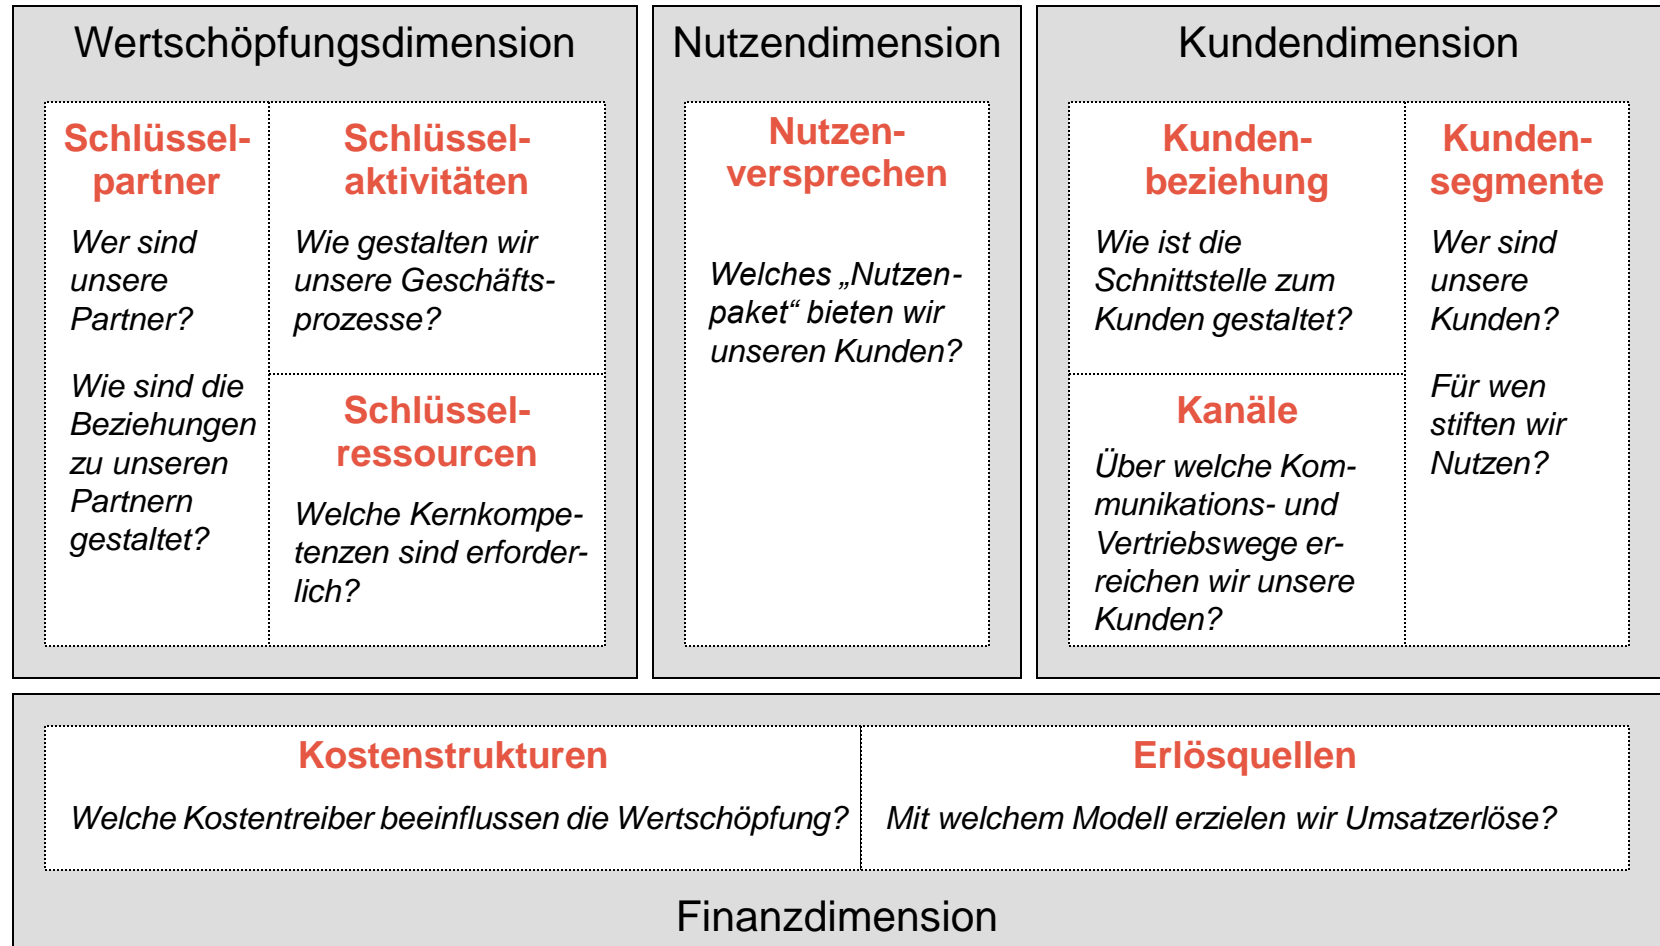 Wertschöpfungsdimension
Schlüssel-
partner
Wer sind
unsere
Partner?
Wie sind die
Beziehungen
zu unseren
Partnern
gestaltet?
Schlüssel-
aktivitäten
Wie gestalten wir
unsere Geschäfts-
prozesse?
Schlüssel-
ressourcen
Welche Kernkompe-
tenzen sind erforder-
lich?
Nutzendimension
Nutzen-
versprechen
Welches „Nutzen-
paket“ bieten wir
unseren Kunden?
Kundendimension
Kunden-
beziehung
Wie ist die
Schnittstelle zum
Kunden gestaltet?
Kanäle
Über welche Kom-
munikations- und
Vertriebswege er-
reichen wir unsere
Kunden?
Kunden-
segmente
Wer sind
unsere
Kunden?
Für wen
stiften wir
Nutzen?
Kostenstrukturen
Welche Kostentreiber beeinflussen die Wertschöpfung?
Erlösquellen
Mit welchem Modell erzielen wir Umsatzerlöse?
Finanzdimension